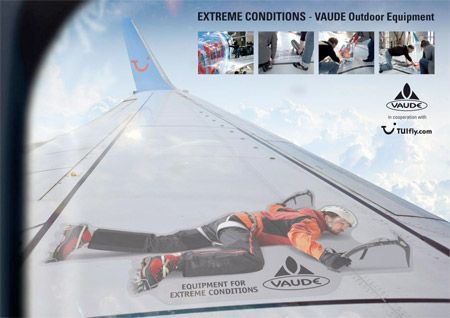 EXTREME CONDITIONS - VAUDE Outdoor Equipment
VAUDE
in cooperation with
TUIfly.com
EQUIPMENT FOR
EXTREME CONDITIONS
VAUDE